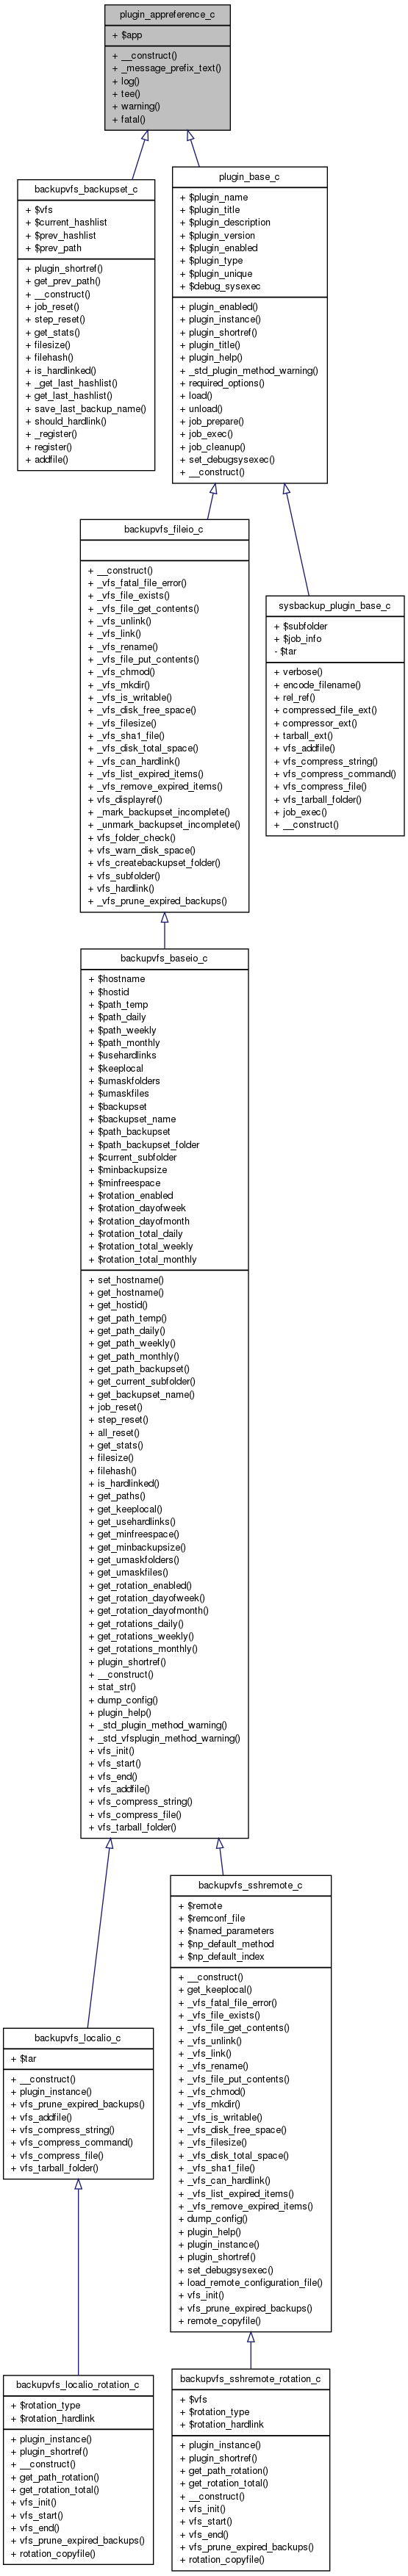 plugin_appreference_c
+ $app
+ __construct()
+ _message_prefix_text()
+ log()
+ tee()
+ warning()
+ fatal()
backupvfs_backupset_c
+ $vfs
+ $current_hashlist
+ $prev_hashlist
+ $prev_path
+ plugin_shortref()
+ get_prev_path()
+ __construct()
+ job_reset()
+ step_reset()
+ get_stats()
+ filesize()
+ filehash()
+ is_hardlinked()
+ _get_last_hashlist()
+ get_last_hashlist()
+ save_last_backup_name()
+ should_hardlink()
+ _register()
+ register()
+ addfile()
plugin_base_c
+ $plugin_name
+ $plugin_title
+ $plugin_description
+ $plugin_version
+ $plugin_enabled
+ $plugin_type
+ $plugin_unique
+ $debug_sysexec
+ plugin_enabled()
+ plugin_instance()
+ plugin_shortref()
+ plugin_title()
+ plugin_help()
+ _std_plugin_method_warning()
+ required_options()
+ load()
+ unload()
+ job_prepare()
+ job_exec()
+ job_cleanup()
+ set_debugsysexec()
+ __construct()
backupvfs_fileio_c
+ __construct()
+ _vfs_fatal_file_error()
+ _vfs_file_exists()
+ _vfs_file_get_contents()
+ _vfs_unlink()
+ _vfs_link()
+ _vfs_rename()
+ _vfs_file_put_contents()
+ _vfs_chmod()
+ _vfs_mkdir()
+ _vfs_is_writable()
+ _vfs_disk_free_space()
+ _vfs_filesize()
+ _vfs_sha1_file()
+ _vfs_disk_total_space()
+ _vfs_can_hardlink()
+ _vfs_list_expired_items()
+ _vfs_remove_expired_items()
+ vfs_displayref()
+ _mark_backupset_incomplete()
+ _unmark_backupset_incomplete()
+ vfs_folder_check()
+ vfs_warn_disk_space()
+ vfs_createbackupset_folder()
+ vfs_subfolder()
+ vfs_hardlink()
+ _vfs_prune_expired_backups()
sysbackup_plugin_base_c
+ $subfolder
+ $job_info
- $tar
+ verbose()
+ encode_filename()
+ rel_ref()
+ compressed_file_ext()
+ compressor_ext()
+ tarball_ext()
+ vfs_addfile()
+ vfs_compress_string()
+ vfs_compress_command()
+ vfs_compress_file()
+ vfs_tarball_folder()
+ job_exec()
+ __construct()
backupvfs_baseio_c
+ $hostname
+ $hostid
+ $path_temp
+ $path_daily
+ $path_weekly
+ $path_monthly
+ $usehardlinks
+ $keeplocal
+ $umaskfolders
+ $umaskfiles
+ $backupset
+ $backupset_name
+ $path_backupset
+ $path_backupset_folder
+ $current_subfolder
+ $minbackupsize
+ $minfreespace
+ $rotation_enabled
+ $rotation_dayofweek
+ $rotation_dayofmonth
+ $rotation_total_daily
+ $rotation_total_weekly
+ $rotation_total_monthly
+ set_hostname()
+ get_hostname()
+ get_hostid()
+ get_path_temp()
+ get_path_daily()
+ get_path_weekly()
+ get_path_monthly()
+ get_path_backupset()
+ get_current_subfolder()
+ get_backupset_name()
+ job_reset()
+ step_reset()
+ all_reset()
+ get_stats()
+ filesize()
+ filehash()
+ is_hardlinked()
+ get_paths()
+ get_keeplocal()
+ get_usehardlinks()
+ get_minfreespace()
+ get_minbackupsize()
+ get_umaskfolders()
+ get_umaskfiles()
+ get_rotation_enabled()
+ get_rotation_dayofweek()
+ get_rotation_dayofmonth()
+ get_rotations_daily()
+ get_rotations_weekly()
+ get_rotations_monthly()
+ plugin_shortref()
+ __construct()
+ stat_str()
+ dump_config()
+ plugin_help()
+ _std_plugin_method_warning()
+ _std_vfsplugin_method_warning()
+ vfs_init()
+ vfs_start()
+ vfs_end()
+ vfs_addfile()
+ vfs_compress_string()
+ vfs_compress_file()
+ vfs_tarball_folder()
backupvfs_sshremote_c
+ $remote
+ $remconf_file
+ $named_parameters
+ $np_default_method
+ $np_default_index
+ __construct()
+ get_keeplocal()
+ _vfs_fatal_file_error()
+ _vfs_file_exists()
+ _vfs_file_get_contents()
+ _vfs_unlink()
+ _vfs_link()
+ _vfs_rename()
+ _vfs_file_put_contents()
+ _vfs_chmod()
+ _vfs_mkdir()
+ _vfs_is_writable()
+ _vfs_disk_free_space()
+ _vfs_filesize()
+ _vfs_disk_total_space()
+ _vfs_sha1_file()
+ _vfs_can_hardlink()
+ _vfs_list_expired_items()
+ _vfs_remove_expired_items()
+ dump_config()
+ plugin_help()
+ plugin_instance()
+ plugin_shortref()
+ set_debugsysexec()
+ load_remote_configuration_file()
+ vfs_init()
+ vfs_prune_expired_backups()
+ remote_copyfile()
backupvfs_localio_c
+ $tar
+ __construct()
+ plugin_instance()
+ vfs_prune_expired_backups()
+ vfs_addfile()
+ vfs_compress_string()
+ vfs_compress_command()
+ vfs_compress_file()
+ vfs_tarball_folder()
backupvfs_localio_rotation_c
+ $rotation_type
+ $rotation_hardlink
+ plugin_instance()
+ plugin_shortref()
+ __construct()
+ get_path_rotation()
+ get_rotation_total()
+ vfs_init()
+ vfs_start()
+ vfs_end()
+ vfs_prune_expired_backups()
+ rotation_copyfile()
backupvfs_sshremote_rotation_c
+ $vfs
+ $rotation_type
+ $rotation_hardlink
+ plugin_instance()
+ plugin_shortref()
+ get_path_rotation()
+ get_rotation_total()
+ __construct()
+ vfs_init()
+ vfs_start()
+ vfs_end()
+ vfs_prune_expired_backups()
+ rotation_copyfile()